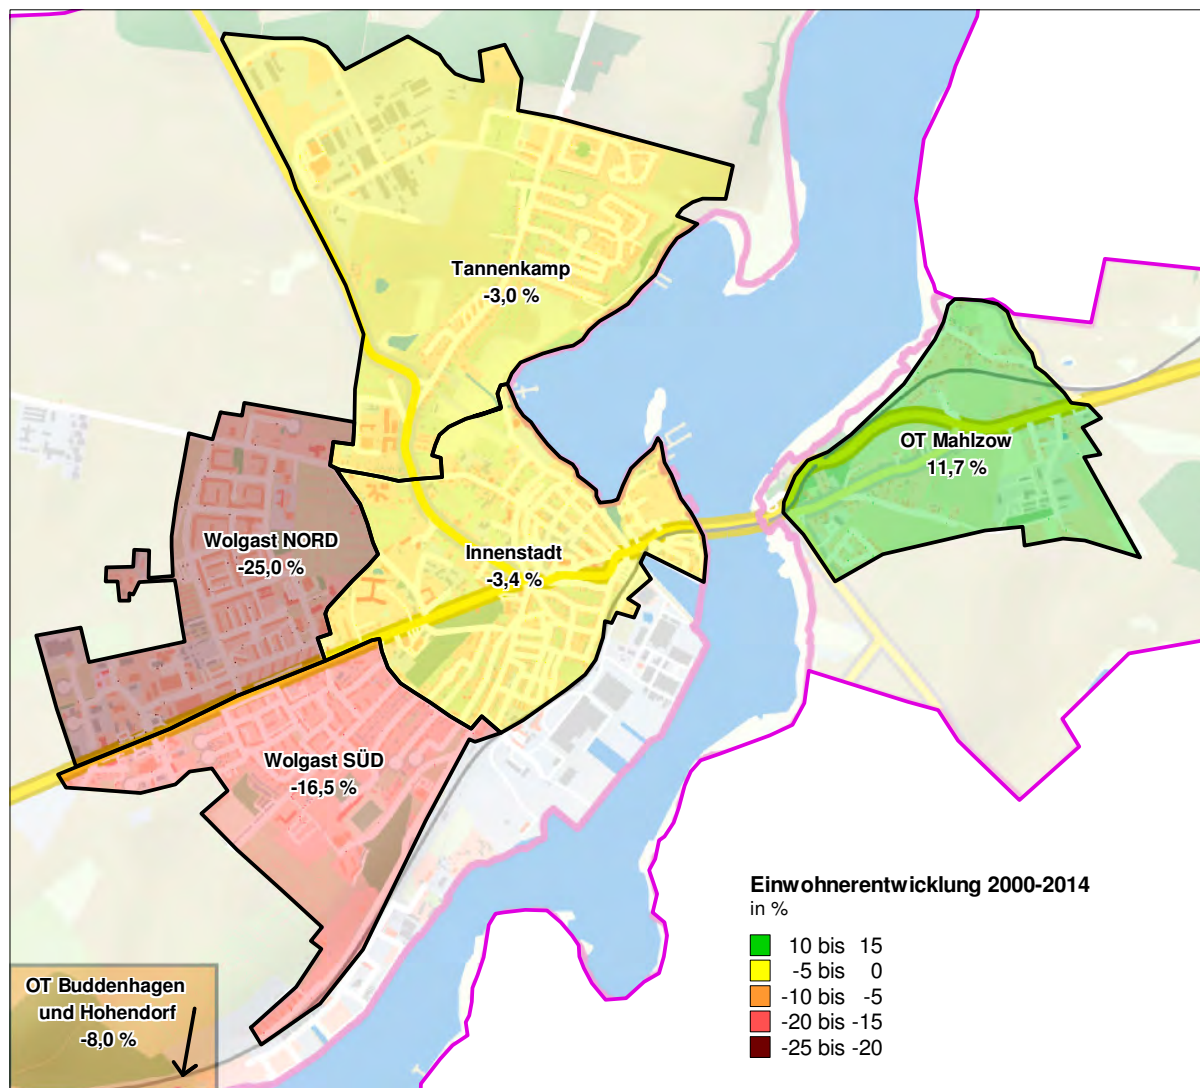 Tannenkamp
-3,0 %
OT Mahlzow
11,7 %
Wolgast NORD
-25,0 %
Innenstadt
-3,4 %
Wolgast SÜD
-16,5 %
OT Buddenhagen
und Hohendorf
-8,0 %
Einwohnerentwicklung 2000-2014
in %
10 bis 15
-5 bis 0
-10 bis -5
-20 bis -15
-25 bis -20